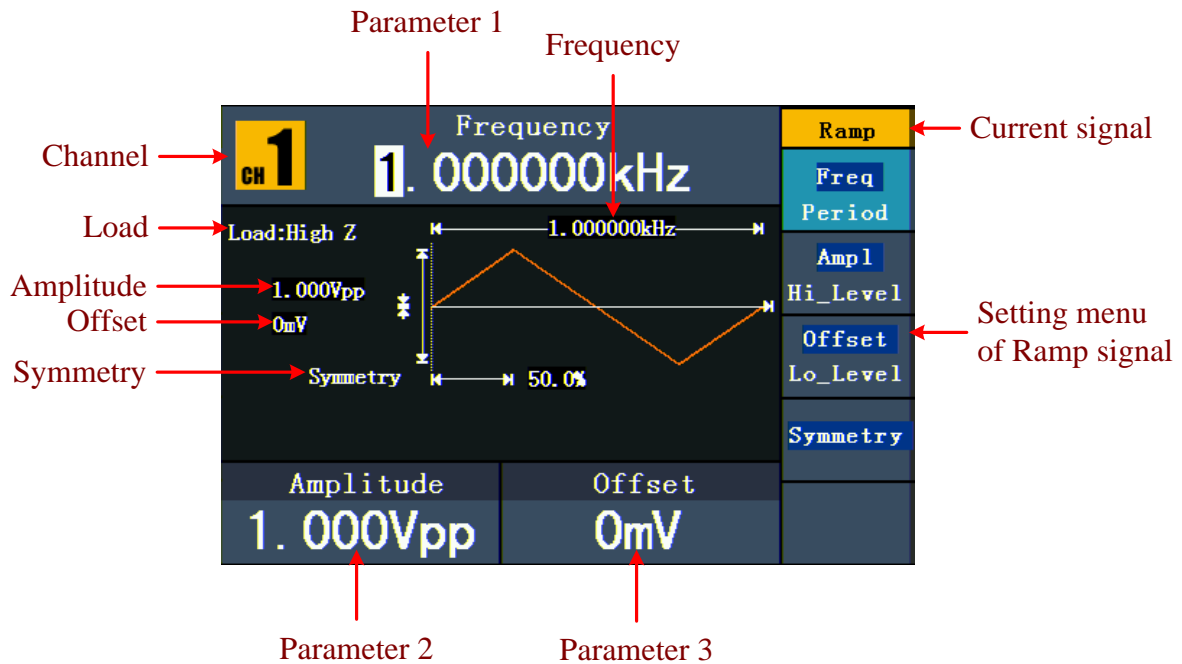 Parameter 1
Frequency
Channel
Load
Amplitude
Offset
Symmetry
CH 1
Frequency
1.000000kHz
Load:High Z
1.000000kHz
1.000Vpp
0mV
Symmetry
50.0%
Amplitude
1.000Vpp
Offset
0mV
Ramp
Freq
Period
Ampl
Hi_Level
Offset
Lo_Level
Symmetry
Current signal
Setting menu
of Ramp signal
Parameter 2
Parameter 3